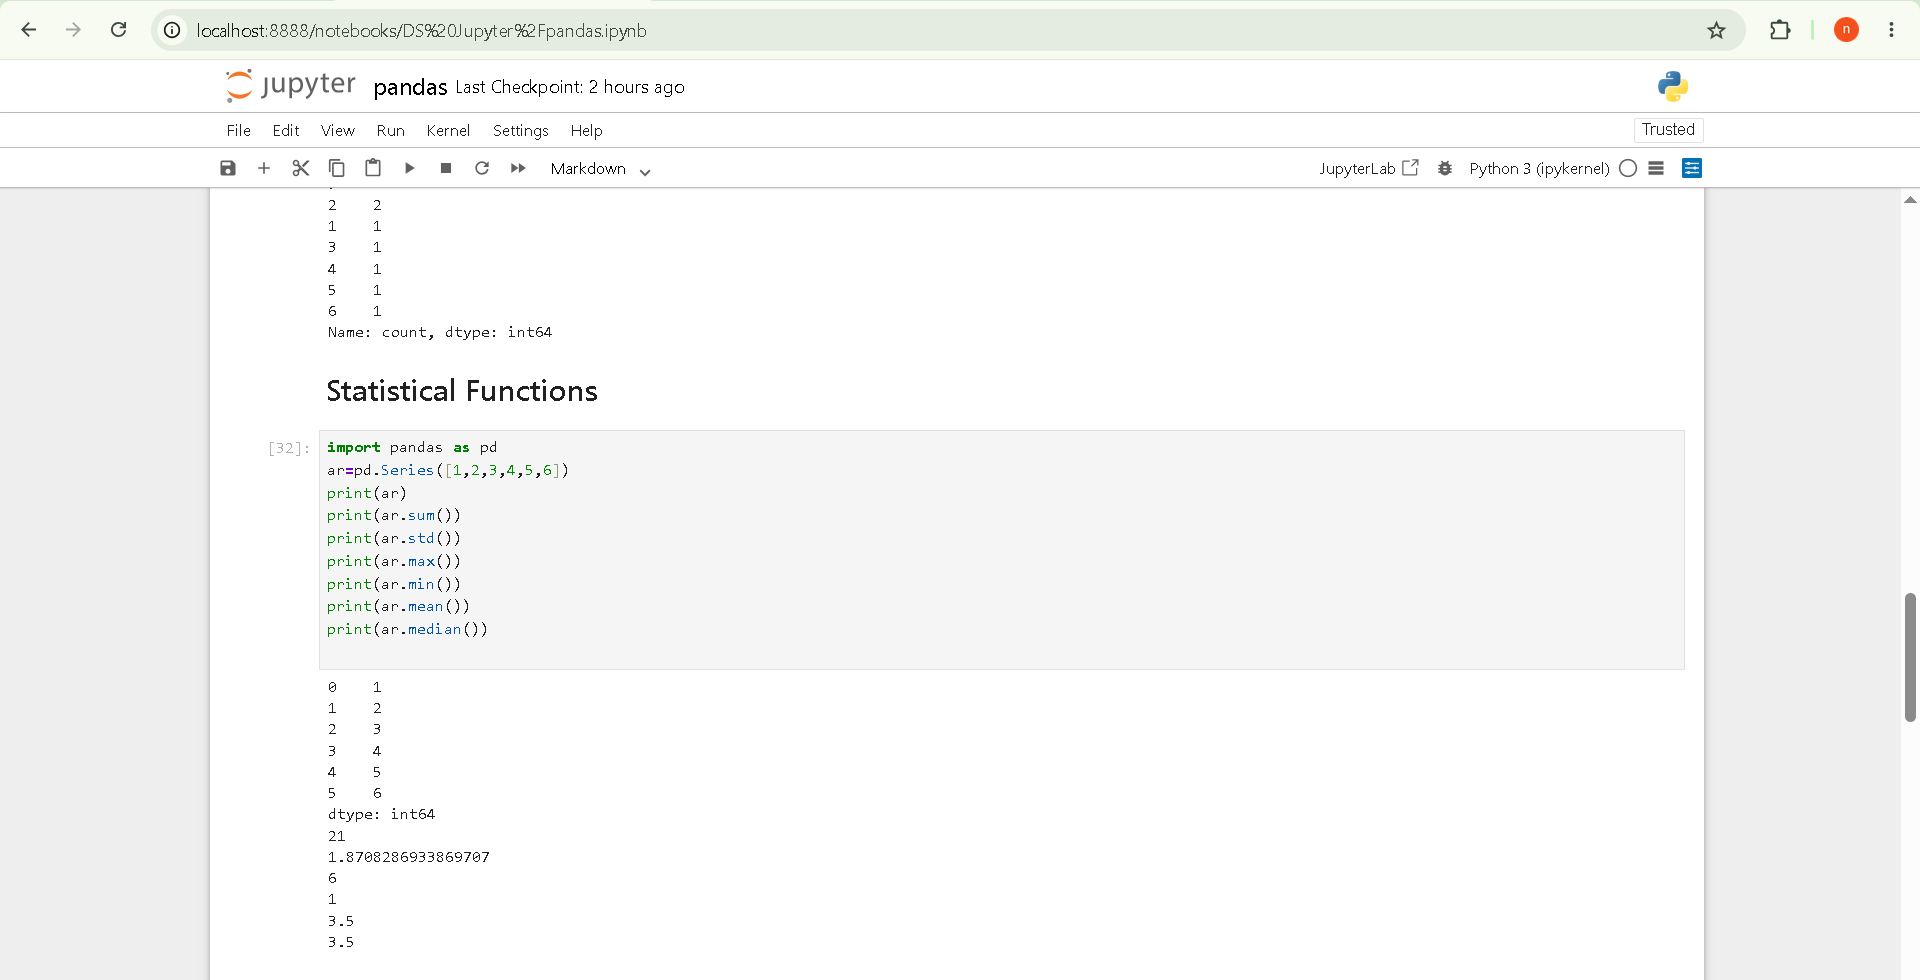 localhost:8888/notebooks/DS%20Jupyter%2Fpandas.ipynb
n
jupyter pandas Last Checkpoint: 2 hours ago
File Edit View Run Kernel Settings Help
Trusted
Markdown
JupyterLab
Python 3 (ipykernel)
2    2
1    1
3    1
4    1
5    1
6    1
Name: count, dtype: int64
Statistical Functions
[32]:
import pandas as pd
ar=pd.Series([1,2,3,4,5,6])
print(ar)
print(ar.sum())
print(ar.std())
print(ar.max())
print(ar.min())
print(ar.mean())
print(ar.median())
0    1
1    2
2    3
3    4
4    5
5    6
dtype: int64
21
1.8708286933869707
6
1
3.5
3.5